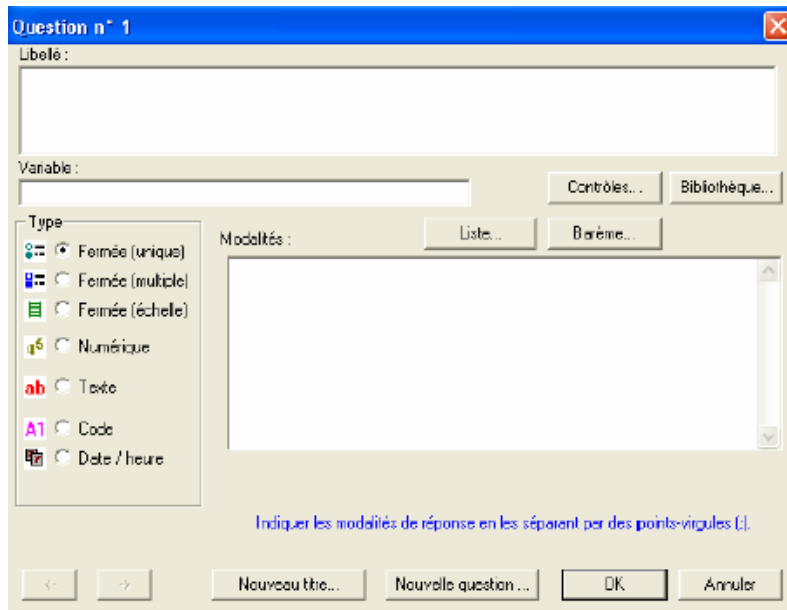 Question n° 1
Libellé :
Variable :
Contrôles... Bibliothèque...
Type
Modalités : Liste... Barème...
Fermée (unique)
Fermée (multiple)
Fermée (échelle)
Numérique
ab Texte
A1 Code
Date / heure
Indiquer les modalités de réponse en les séparant par des points-virgules (;).
<- -> Nouveau titre... Nouvelle question ... OK Annuler